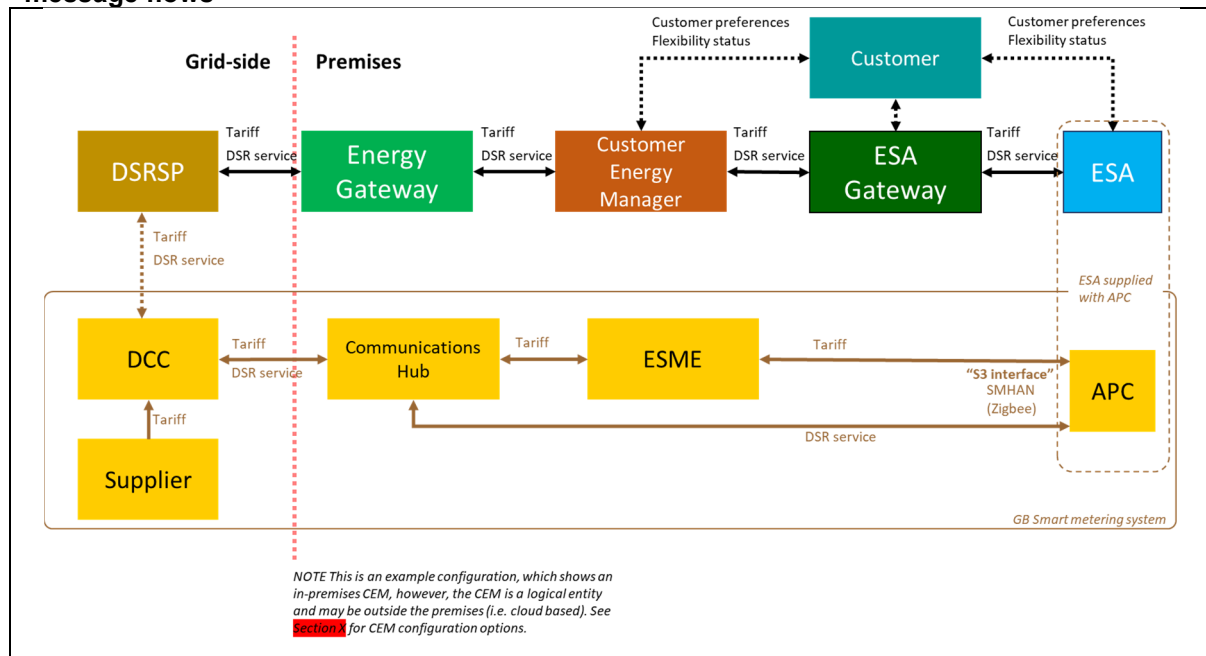 message flows
Customer preferences
Flexibility status
Customer preferences
Flexibility status
Grid-side
Premises
Customer
Tariff
DSR service
Tariff
DSR service
Tariff
DSR service
Tariff
DSR service
DSRSP
Energy
Gateway
Customer
Energy
Manager
ESA
Gateway
ESA
Tariff
DSR service
ESA supplied
with APC
DCC
Tariff
DSR service
Communications
Hub
Tariff
ESME
Tariff
"S3 interface"
SMHAN
(Zigbee)
APC
Tariff
DSR service
Supplier
GB Smart metering system
NOTE This is an example configuration, which shows an
in-premises CEM, however, the CEM is a logical entity
and may be outside the premises (i.e. cloud based). See
Section X for CEM configuration options.